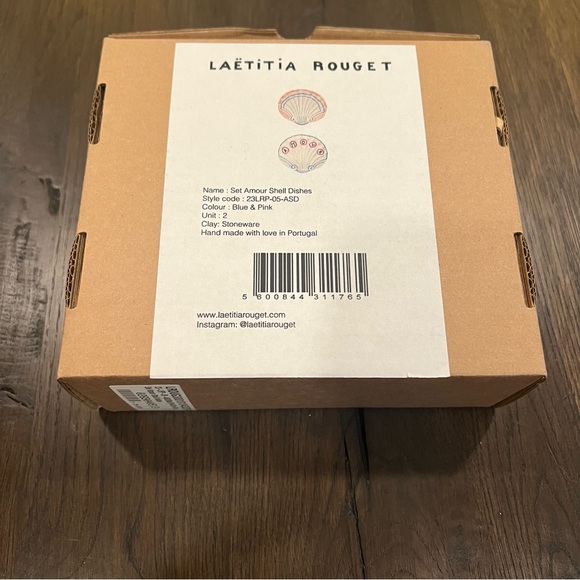 LAËTiTiA ROUGET
AMOUR
Name : Set Amour Shell Dishes
Style code : 23LRP-05-ASD
Colour : Blue & Pink
Unit : 2
Clay: Stoneware
Hand made with love in Portugal
5 600844 311765
www.laetitiarouget.com
Instagram: @laetitiarouget